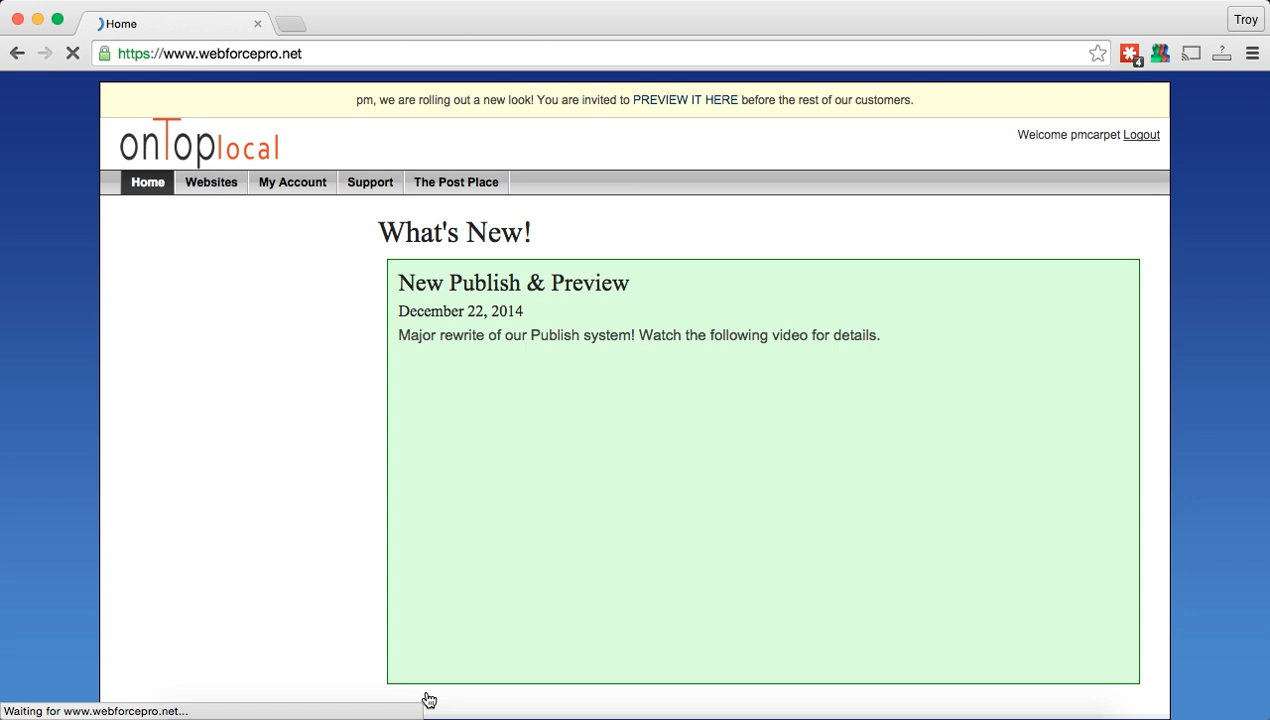 Home
Troy
https://www.webforcepro.net
4
pm, we are rolling out a new look! You are invited to PREVIEW IT HERE before the rest of our customers.
onToplocal
Welcome pmcarpet Logout
Home Websites My Account Support The Post Place
What's New!
New Publish & Preview
December 22, 2014
Major rewrite of our Publish system! Watch the following video for details.
Waiting for www.webforcepro.net...